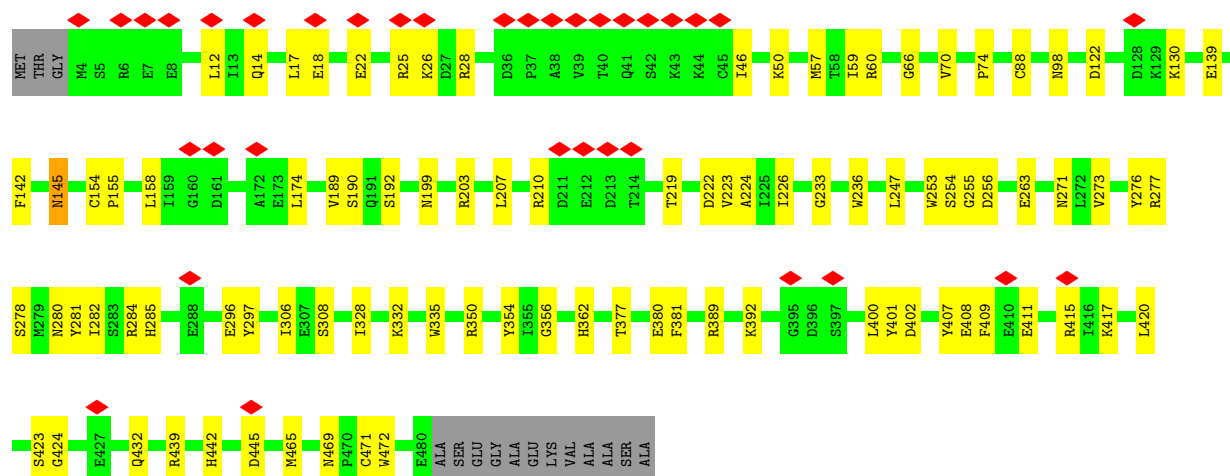 MET THR GLY M4 S5 R6 E7 E8 L12 I13 Q14 L17 E18 E22 R25 K26 D27 R28 D36 P37 A38 V39 T40 Q41 S42 K43 K44 C45 I46 K50 M57 T58 I59 R60 G66 V70 P74 C88 N98 D122 D128 K129 K130 E139
F142 N145 C154 P155 L158 I159 G160 D161 A172 E173 L174 V189 S190 Q191 S192 N199 R203 L207 R210 D211 E212 D213 T214 T219 D222 V223 A224 I225 I226 G233 W236 L247 W253 S254 G255 D256 E263 N271 L272 V273 Y276 R277
S278 M279 N280 Y281 I282 S283 R284 H285 E288 E296 Y297 I306 E307 S308 I328 K332 W335 R350 Y354 I355 G356 H362 T377 E380 F381 R389 K392 G395 D396 S397 L400 Y401 D402 Y407 E408 F409 E410 E411 R415 I416 K417 L420
S423 G424 E427 Q432 R439 H442 D445 M465 N469 P470 C471 W472 E480 ALA SER GLU GLY ALA GLU LYS VAL ALA ALA SER ALA